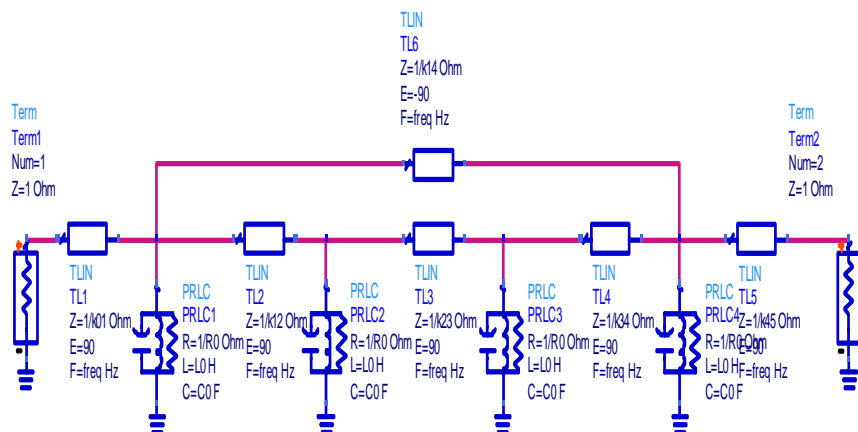 TLIN
TL6
Z=1/k14 Ohm
E=-90
F=freq Hz
Term
Term1
Num=1
Z=1 Ohm
Term
Term2
Num=2
Z=1 Ohm
TLIN
TL1
Z=1/k01 Ohm
E=90
F=freq Hz
PRLC
PRLC1
R=1/R0 Ohm
L=L0 H
C=C0 F
TLIN
TL2
Z=1/k12 Ohm
E=90
F=freq Hz
PRLC
PRLC2
R=1/R0 Ohm
L=L0 H
C=C0 F
TLIN
TL3
Z=1/k23 Ohm
E=90
F=freq Hz
PRLC
PRLC3
R=1/R0 Ohm
L=L0 H
C=C0 F
TLIN
TL4
Z=1/k34 Ohm
E=90
F=freq Hz
PRLC
PRLC4
R=1/R0 Ohm
L=L0 H
C=C0 F
TLIN
TL5
Z=1/k45 Ohm
E=90
F=freq Hz